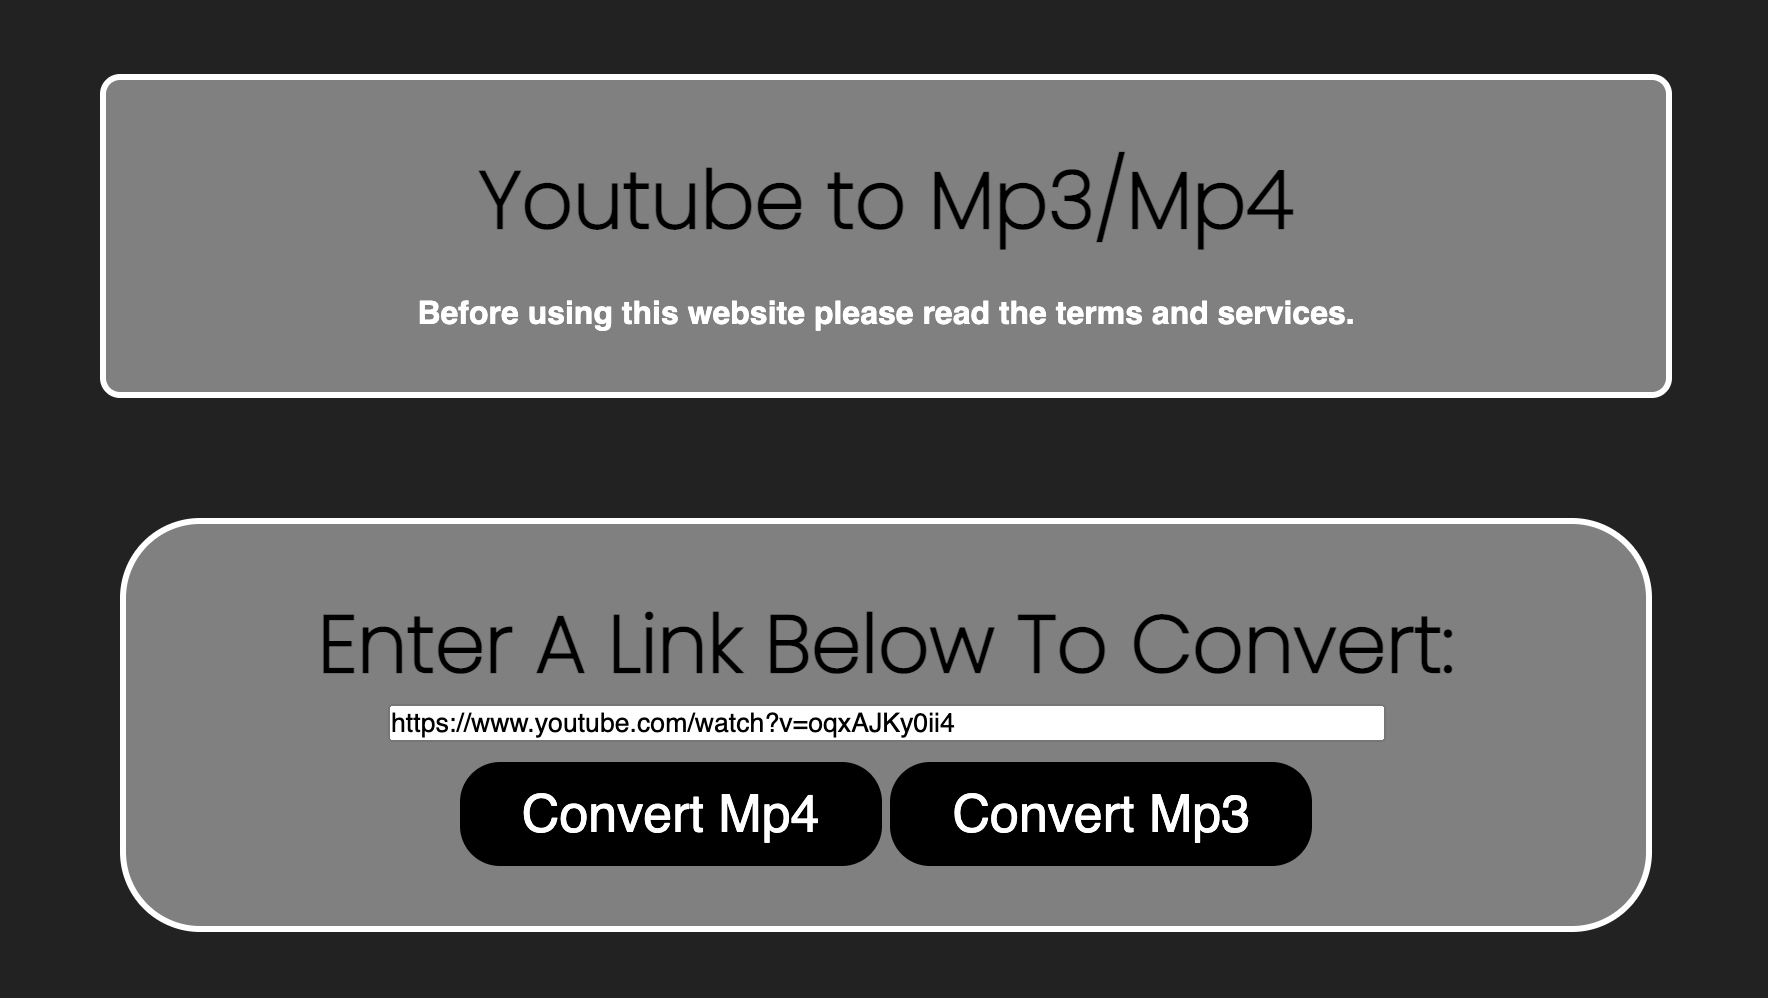 Youtube to Mp3/Mp4
Before using this website please read the terms and services.
Enter A Link Below To Convert:
https://www.youtube.com/watch?v=oqxAJKy0ii4
Convert Mp4
Convert Mp3